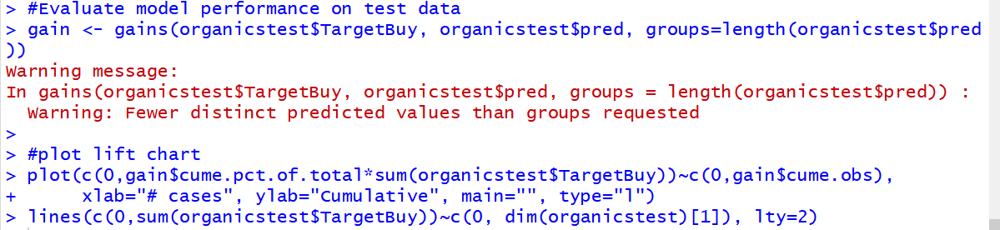 > #Evaluate model performance on test data
> gain <- gains(organicstest$TargetBuy, organicstest$pred, groups=length(organicstest$pred
))
Warning message:
In gains(organicstest$TargetBuy, organicstest$pred, groups = length(organicstest$pred)) :
  Warning: Fewer distinct predicted values than groups requested
>
> #plot lift chart
> plot(c(0,gain$cume.pct.of.total*sum(organicstest$TargetBuy))~c(0,gain$cume.obs),
+      xlab="# cases", ylab="Cumulative", main="", type="l")
> lines(c(0,sum(organicstest$TargetBuy))~c(0, dim(organicstest)[1]), lty=2)